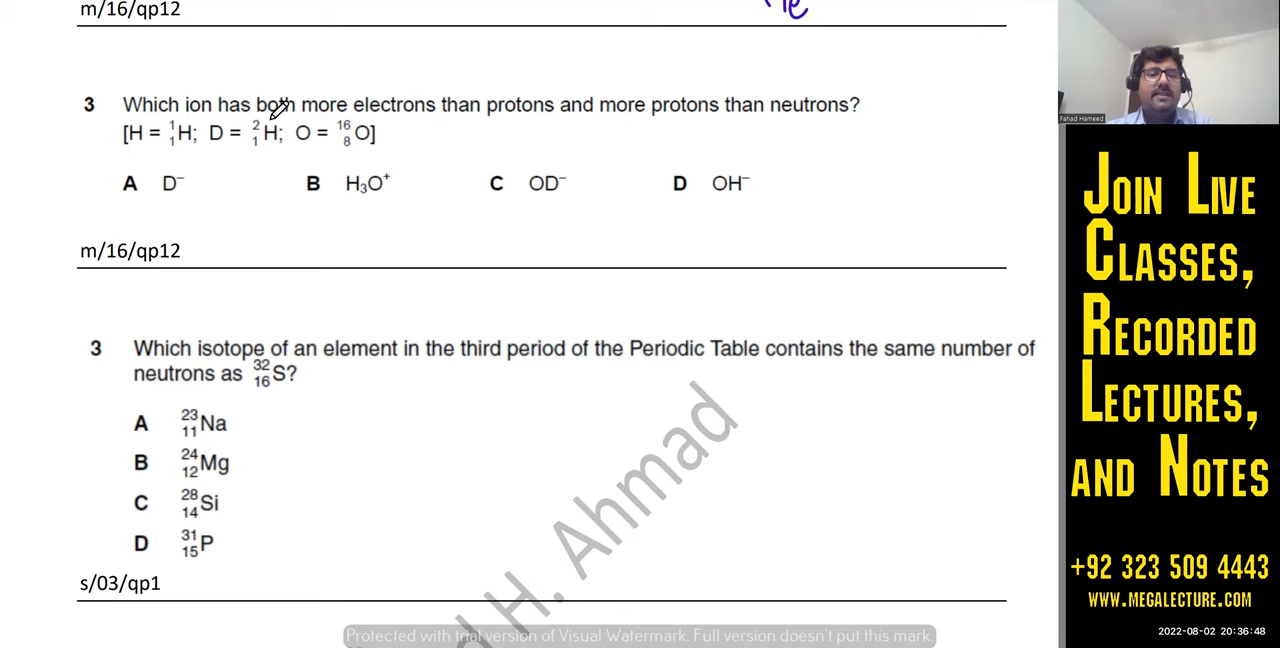 m/16/qp12
3 Which ion has both more electrons than protons and more protons than neutrons?
[H = ¹₁H; D = ²₁H; O = ¹⁶₈O]
A D⁻ B H₃O⁺ C OD⁻ D OH⁻
m/16/qp12
3 Which isotope of an element in the third period of the Periodic Table contains the same number of
neutrons as ³²₁₆S?
A ²³₁₁Na
B ²⁴₁₂Mg
C ²⁸₁₄Si
D ³¹₁₅P
s/03/qp1
H. Ahmad
Protected with trial version of Visual Watermark. Full version doesn't put this mark.
Fahad Hameed
JOIN LIVE
CLASSES,
RECORDED
LECTURES,
AND NOTES
+92 323 509 4443
WWW.MEGALECTURE.COM
2022-08-02 20:36:48